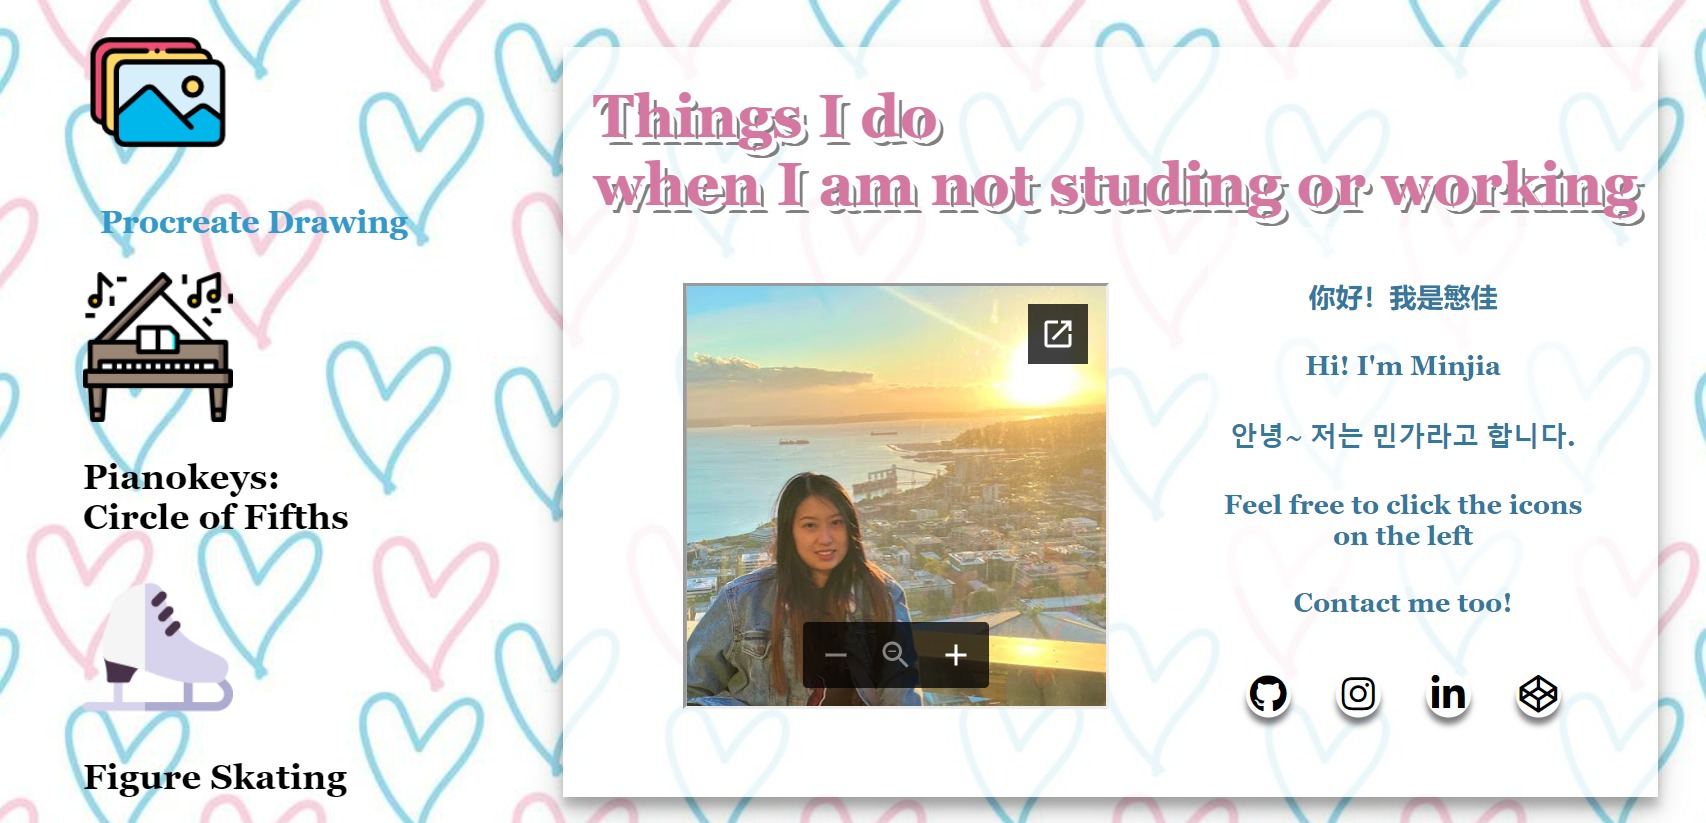 Things I do
when I am not studing or working
Procreate Drawing
Pianokeys:
Circle of Fifths
Figure Skating
你好！我是慜佳
Hi! I'm Minjia
안녕~ 저는 민가라고 합니다.
Feel free to click the icons
on the left
Contact me too!
in